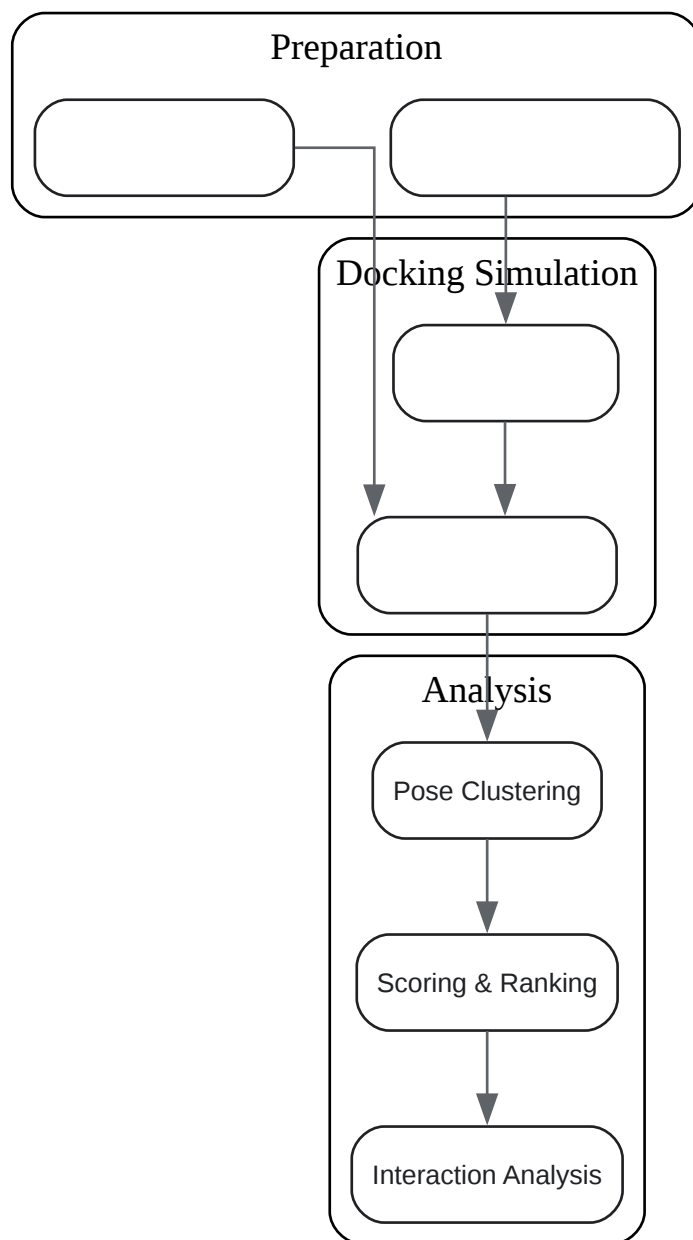 Preparation
Docking Simulation
Analysis
Pose Clustering
Scoring & Ranking
Interaction Analysis